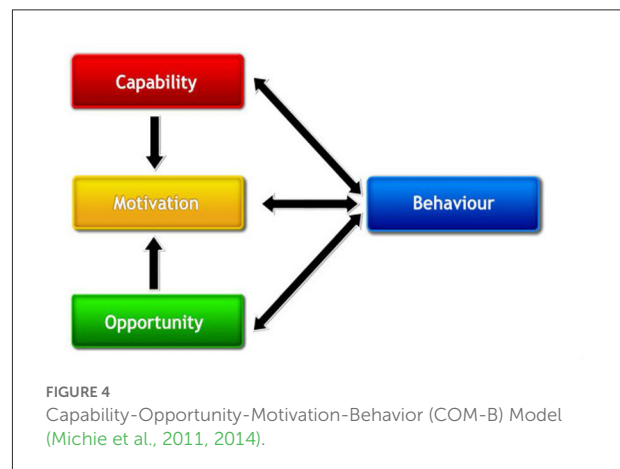 Capability
Motivation
Behaviour
Opportunity
FIGURE 4
Capability-Opportunity-Motivation-Behavior (COM-B) Model
(Michie et al., 2011, 2014).